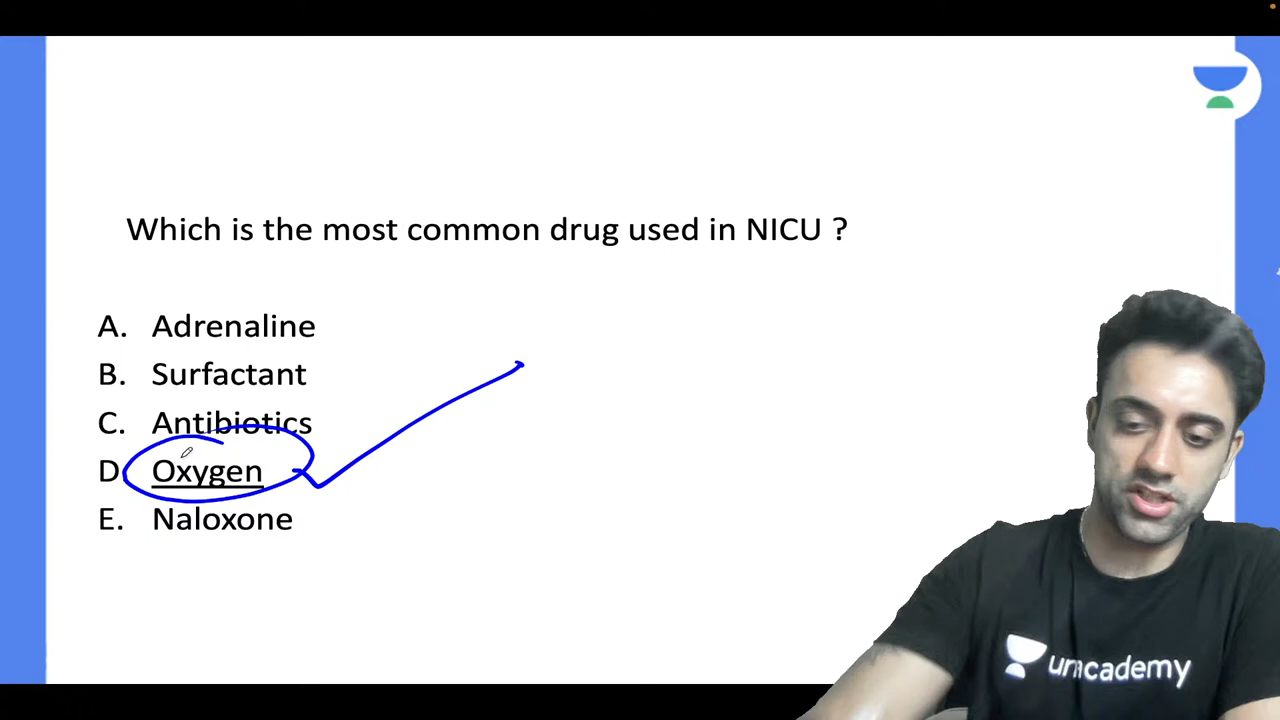 Which is the most common drug used in NICU ?
A. Adrenaline
B. Surfactant
C. Antibiotics
D. Oxygen
E. Naloxone
unacademy